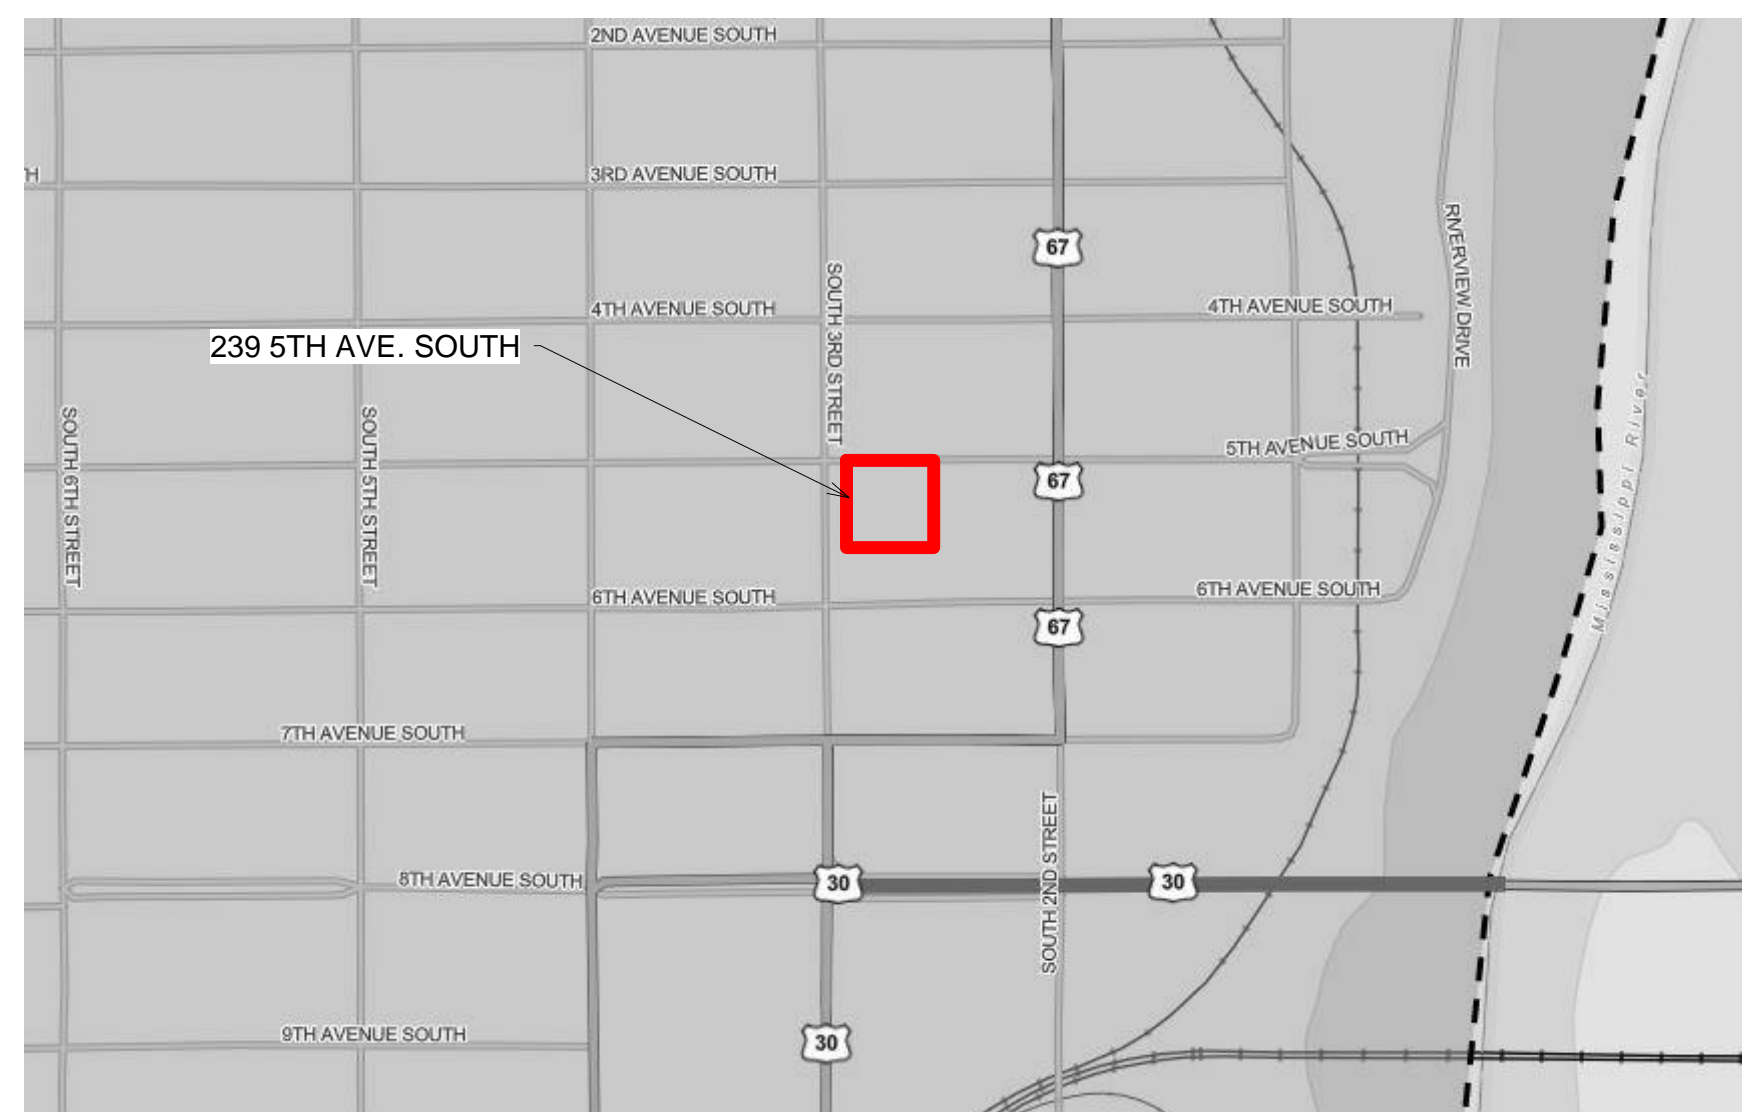 2ND AVENUE SOUTH
H
3RD AVENUE SOUTH
RIVERVIEW DRIVE
67
SOUTH 3RD STREET
4TH AVENUE SOUTH
4TH AVENUE SOUTH
239 5TH AVE. SOUTH
Mississippi River
SOUTH 6TH STREET
SOUTH 5TH STREET
5TH AVENUE SOUTH
67
6TH AVENUE SOUTH
6TH AVENUE SOUTH
67
7TH AVENUE SOUTH
SOUTH 2ND STREET
8TH AVENUE SOUTH
30
30
9TH AVENUE SOUTH
30